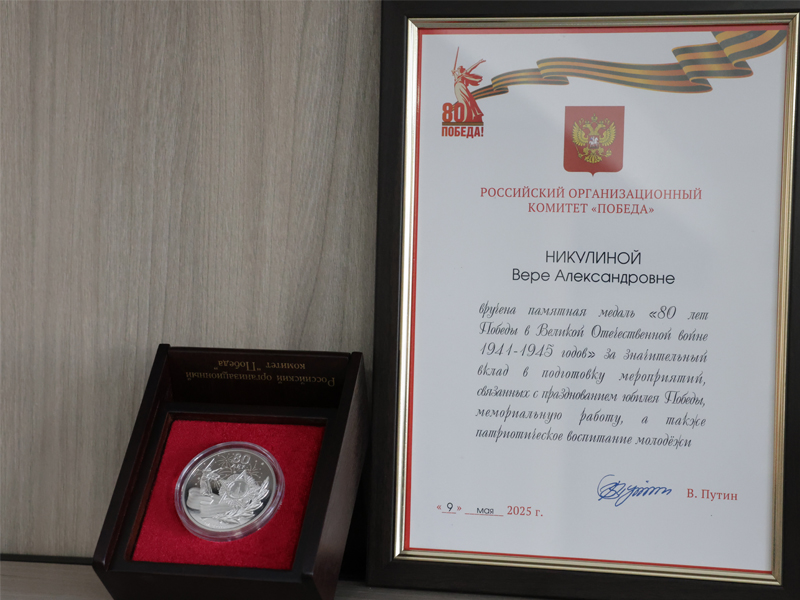 80
ПОБЕДА!
РОССИЙСКИЙ ОРГАНИЗАЦИОННЫЙ
КОМИТЕТ «ПОБЕДА»
НИКУЛИНОЙ
Вере Александровне
вручена памятная медаль «80 лет
Победы в Великой Отечественной войне
1941-1945 годов» за значительный
вклад в подготовку мероприятий,
связанных с празднованием юбилея Победы,
мемориальную работу, а также
патриотическое воспитание молодёжи
В. Путин
«9» мая 2025 г.
Российский организационный
комитет "Победа"
80